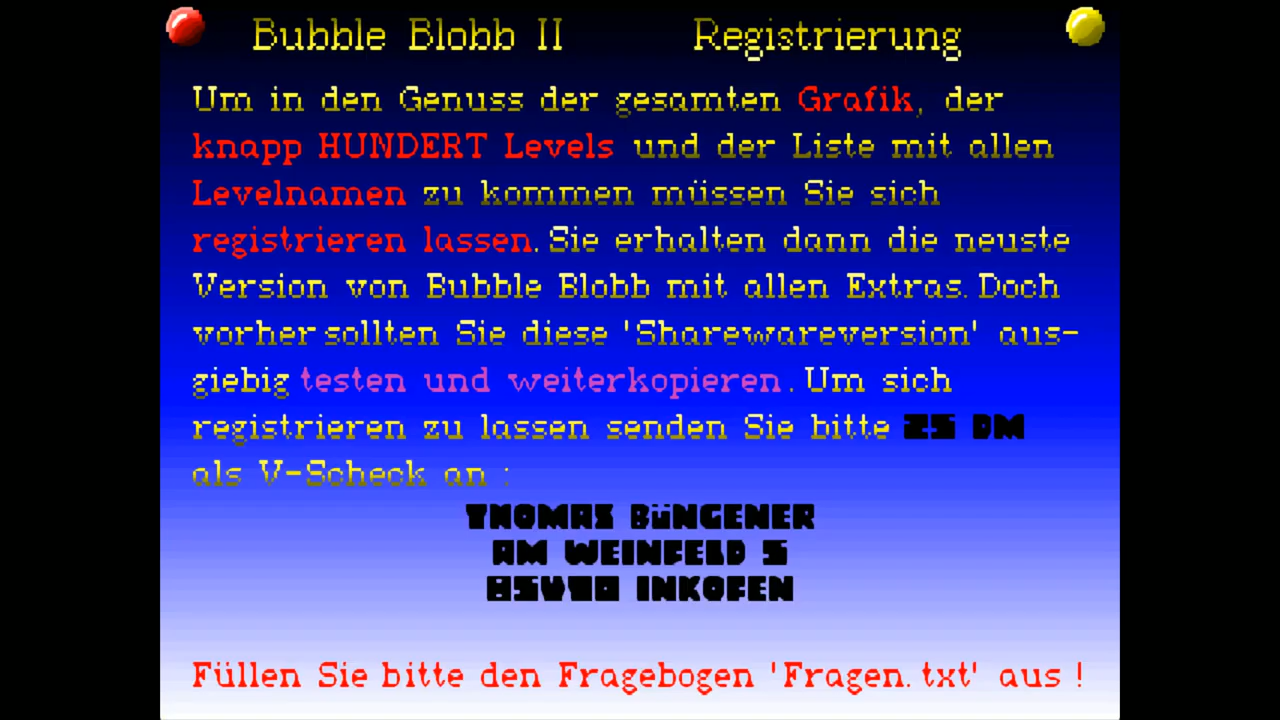 Bubble Blobb II Registrierung
Um in den Genuss der gesamten Grafik, der
knapp HUNDERT Levels und der Liste mit allen
Levelnamen zu kommen müssen Sie sich
registrieren lassen. Sie erhalten dann die neuste
Version von Bubble Blobb mit allen Extras. Doch
vorher sollten Sie diese 'Sharewareversion' aus-
giebig testen und weiterkopieren. Um sich
registrieren zu lassen senden Sie bitte 25 DM
als V-Scheck an :
THOMAS BüNGENER
AM WEINFELD 5
INKOFEN
Füllen Sie bitte den Fragebogen 'Fragen.txt' aus !